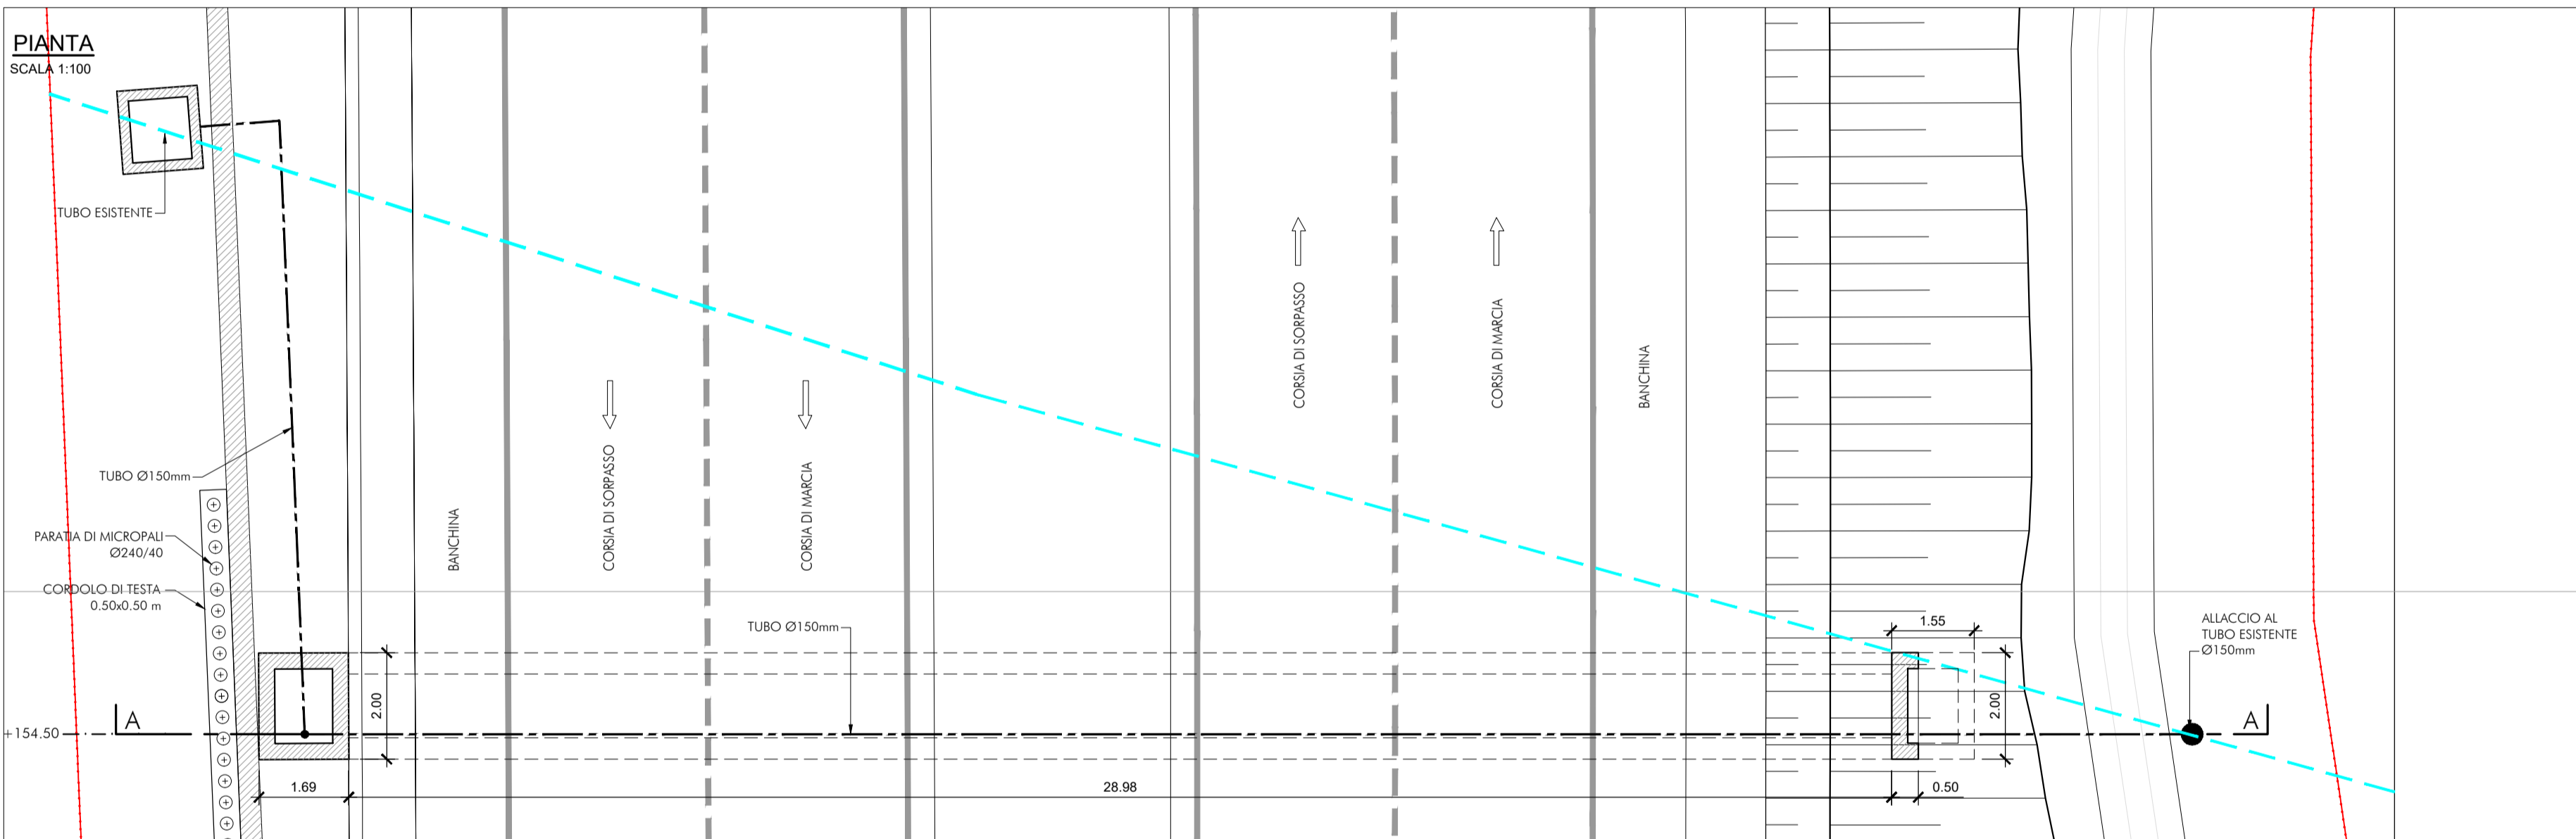 PIANTA
SCALA 1:100
TUBO ESISTENTE
TUBO Ø150mm
PARATIA DI MICROPALI
Ø240/40
CORDOLO DI TESTA
0.50x0.50 m
+154.50
A
1.69
2.00
BANCHINA
CORSIA DI SORPASSO
CORSIA DI MARCIA
TUBO Ø150mm
28.98
CORSIA DI SORPASSO
CORSIA DI MARCIA
BANCHINA
1.55
2.00
0.50
ALLACCIO AL
TUBO ESISTENTE
Ø150mm
A